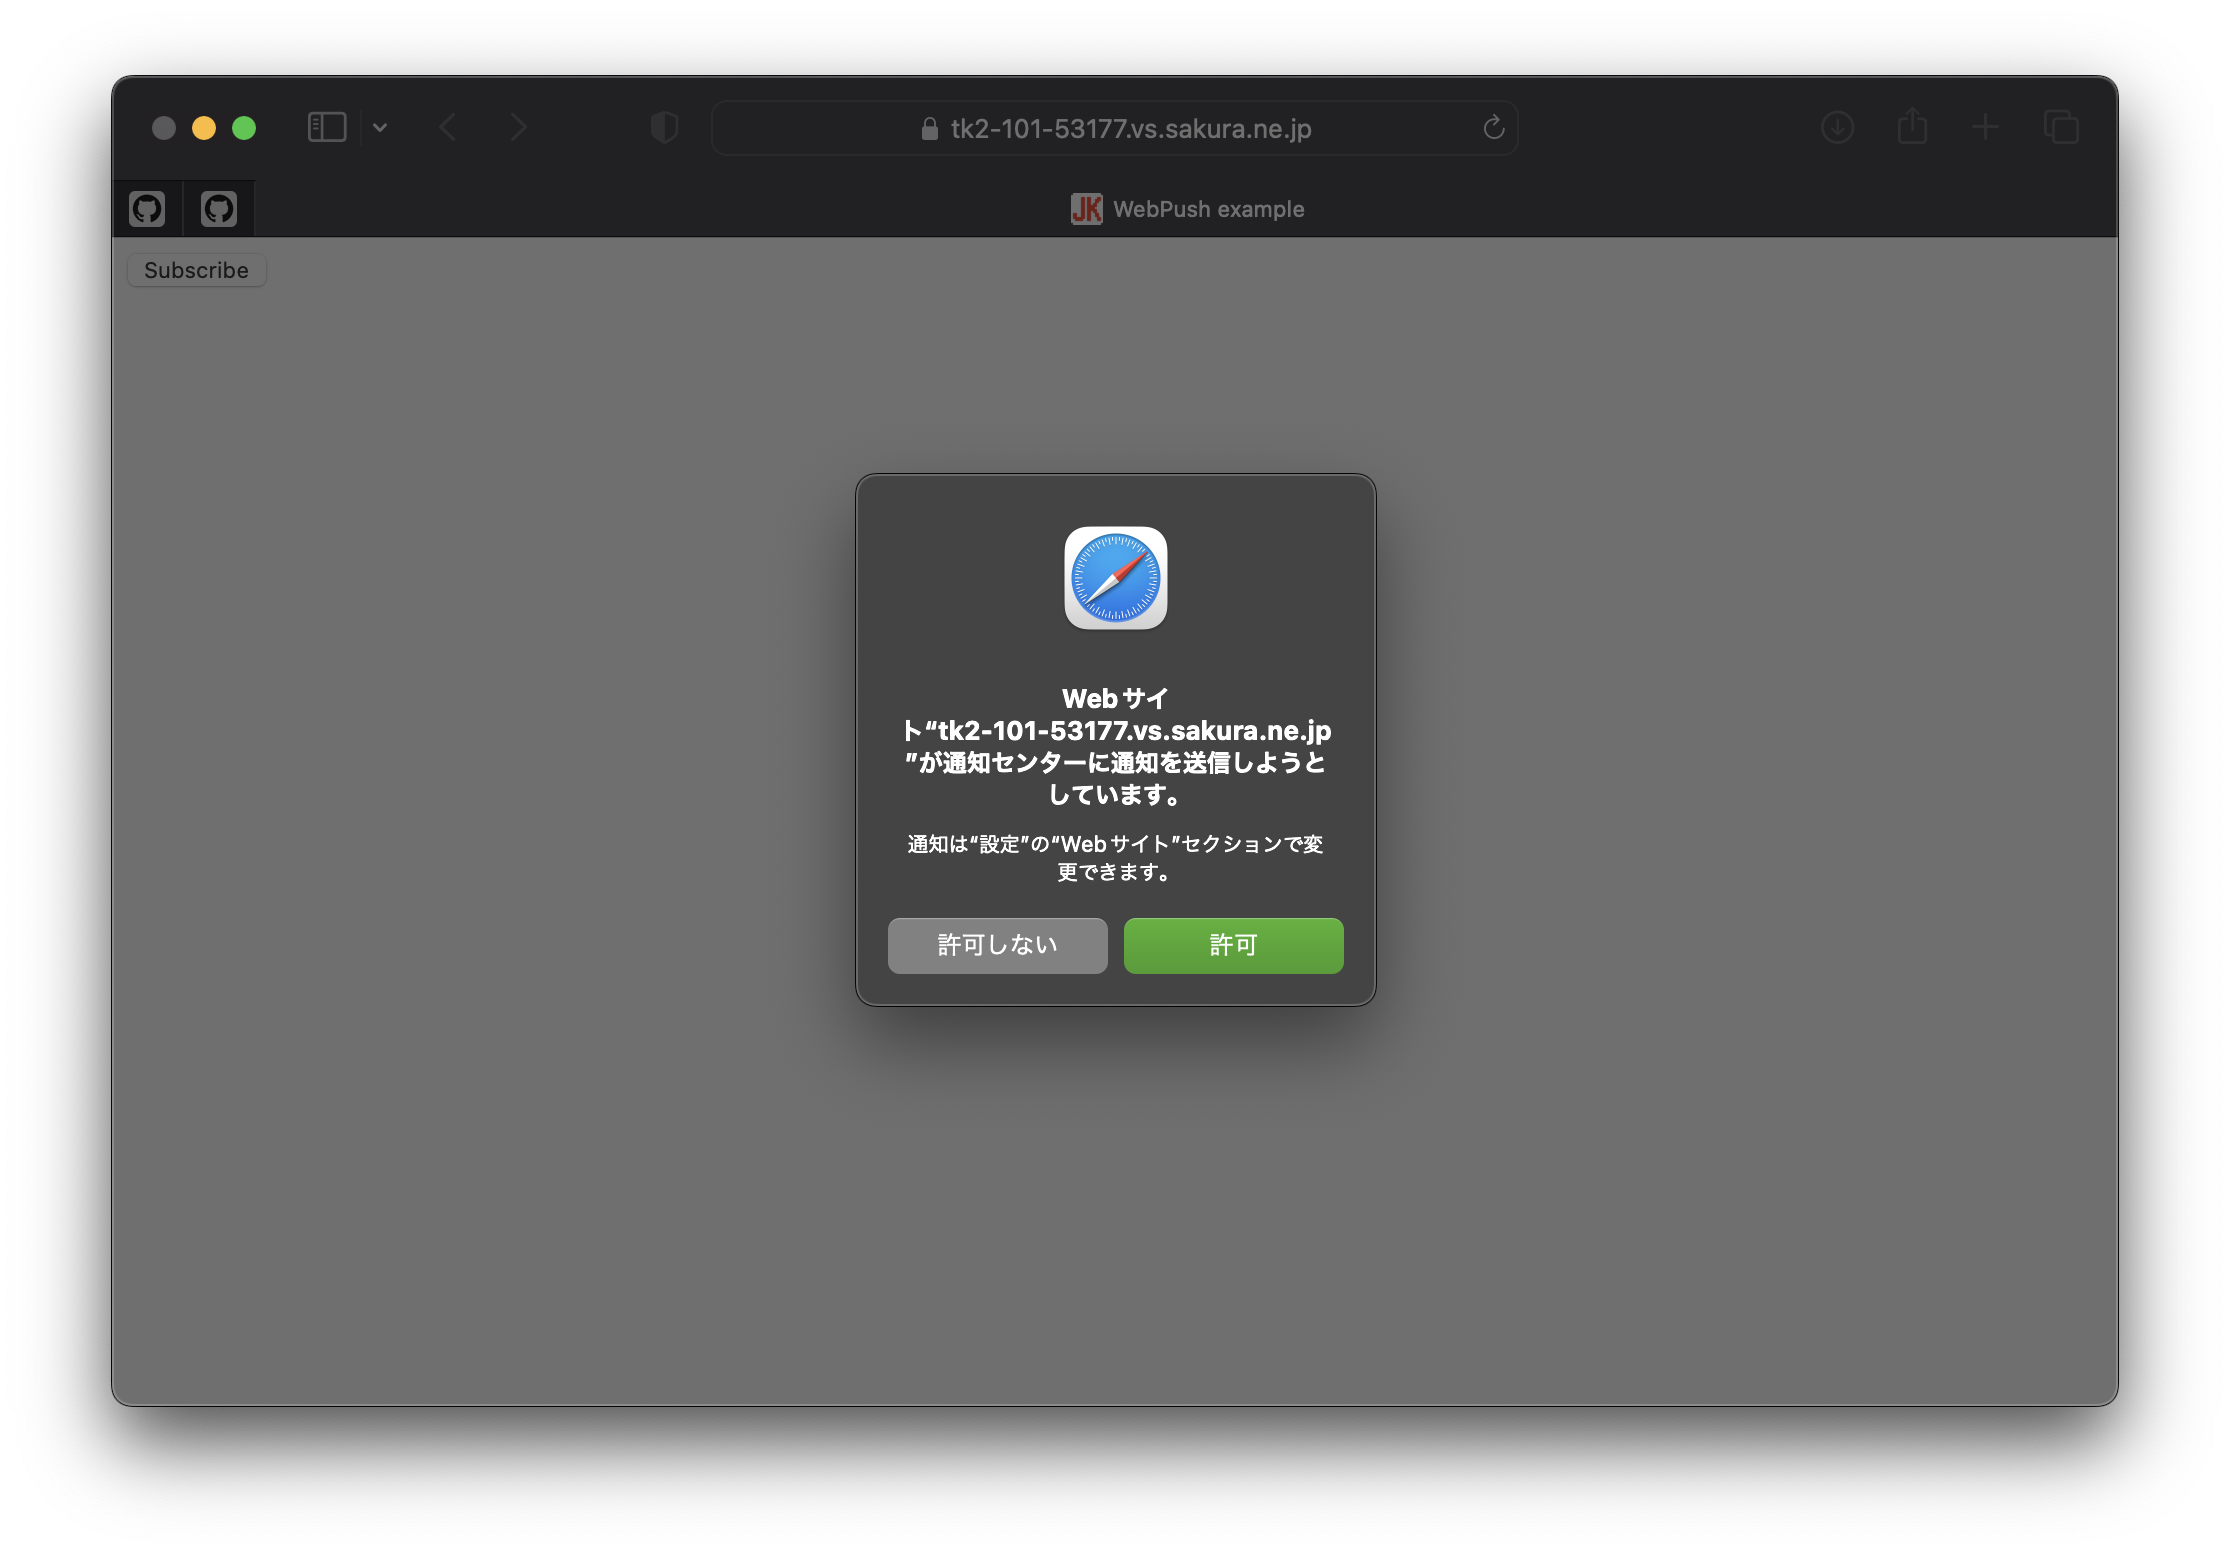 tk2-101-53177.vs.sakura.ne.jp
JK WebPush example
Subscribe
Webサイ
ト“tk2-101-53177.vs.sakura.ne.jp
”が通知センターに通知を送信しようと
しています。
通知は“設定”の“Webサイト”セクションで変
更できます。
許可しない
許可